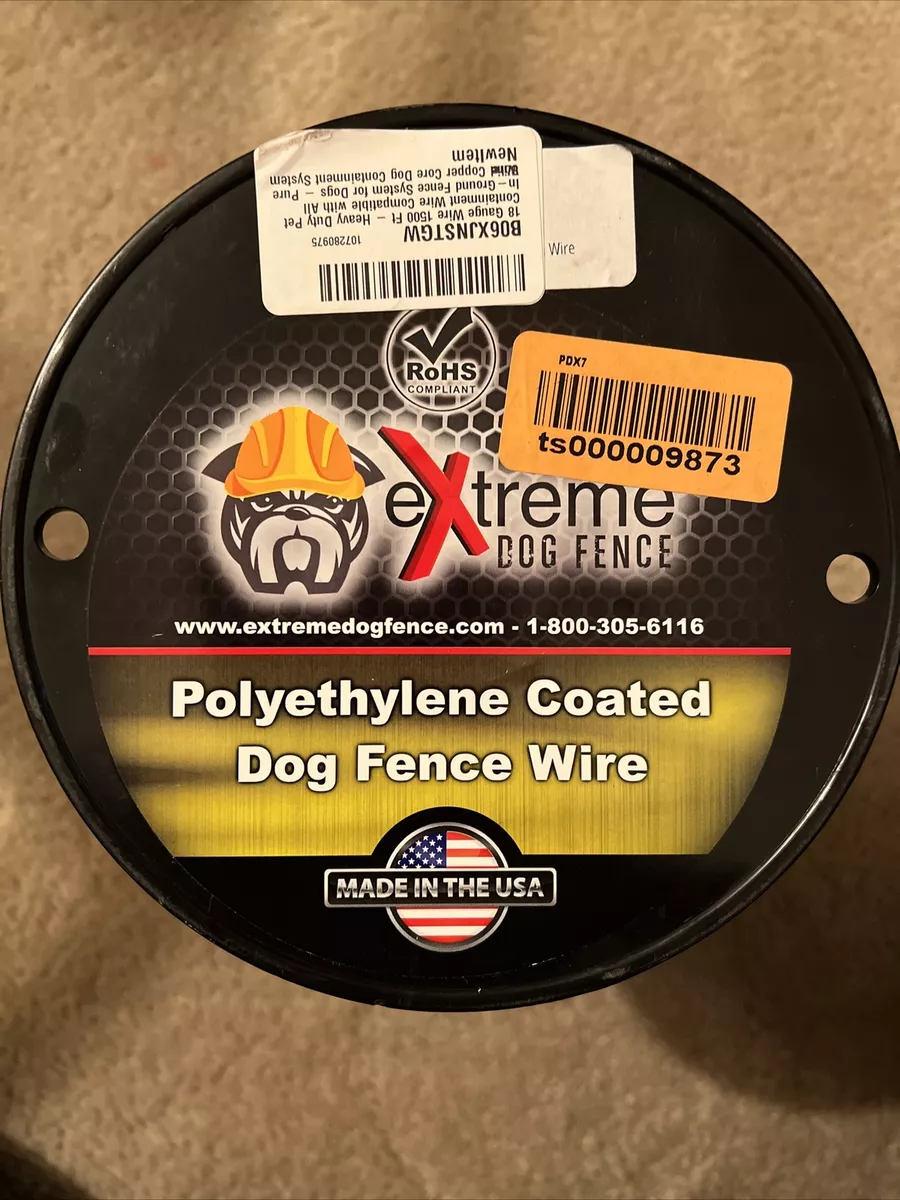 B06XJNSTGW
107280975
18 Gauge Wire 1500 Ft – Heavy Duty Pet
Containment Wire Compatible with All
In-Ground Fence System for Dogs – Pure
Copper Core Dog Containment System
NewItem
Wire
RoHS
COMPLIANT
PDX7
ts000009873
eXtreme
DOG FENCE
www.extremedogfence.com - 1-800-305-6116
Polyethylene Coated
Dog Fence Wire
MADE IN THE USA